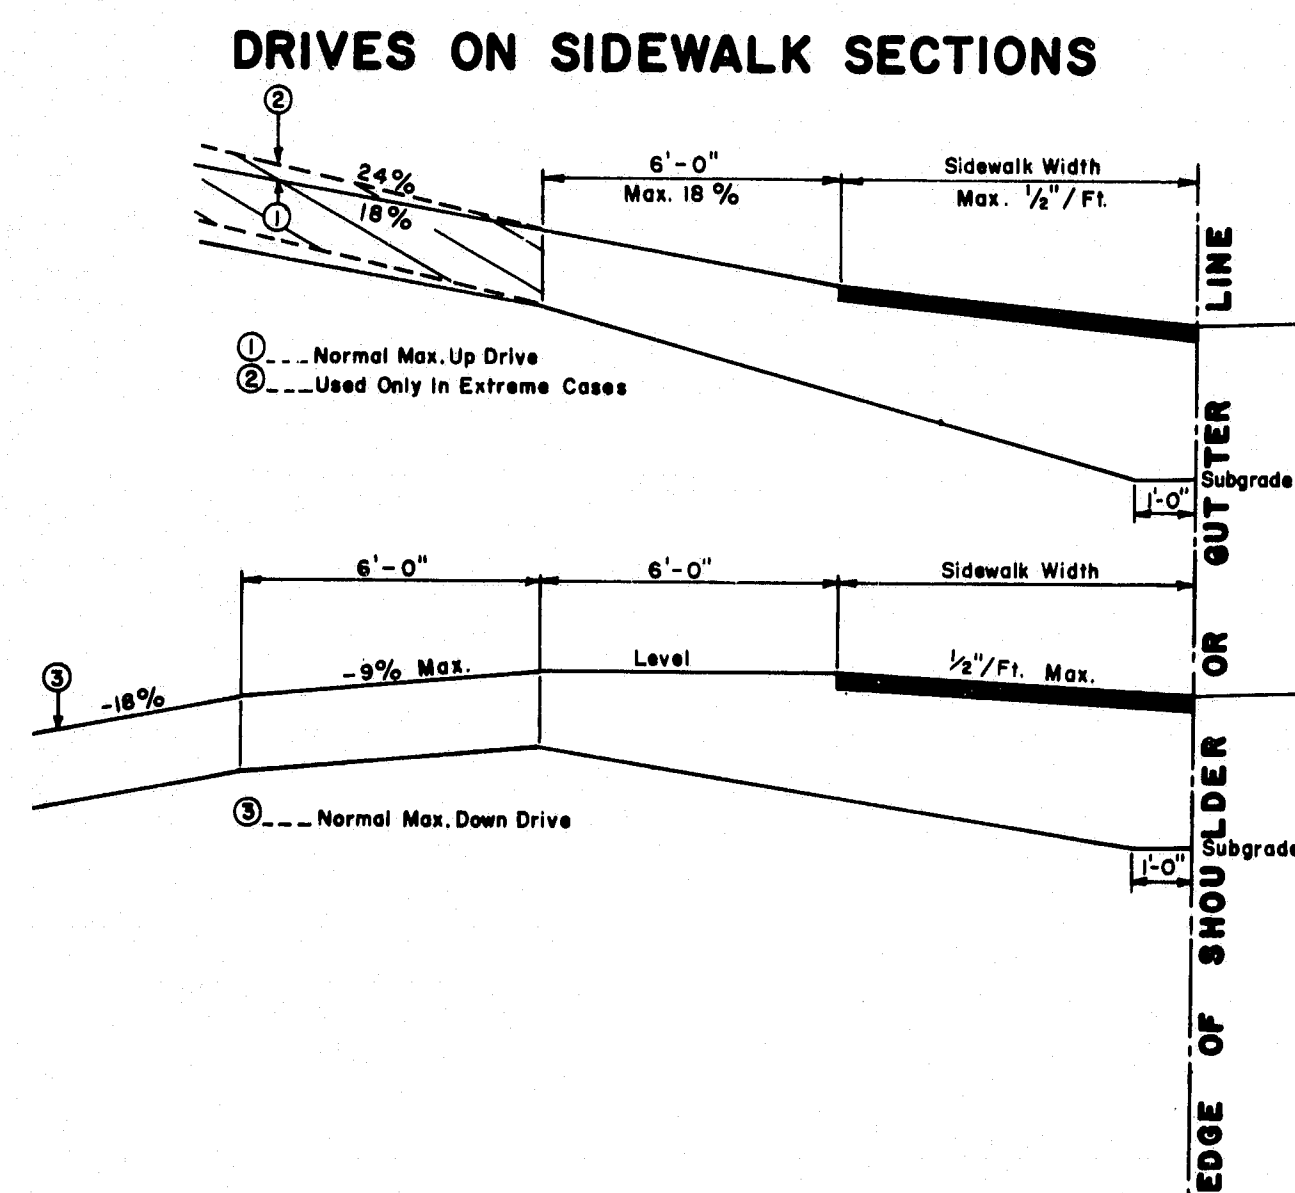 DRIVES ON SIDEWALK SECTIONS
②
24%
18%
①
6'-0"
Max. 18 %
Sidewalk Width
Max. ½"/Ft.
① _ _ _ Normal Max. Up Drive
② _ _ _ Used Only In Extreme Cases
Subgrade
1'-0"
6'-0"
6'-0"
Sidewalk Width
③
-18%
-9% Max.
Level
½"/Ft. Max.
③ _ _ _ Normal Max. Down Drive
Subgrade
1'-0"
EDGE OF SHOULDER OR GUTTER LINE